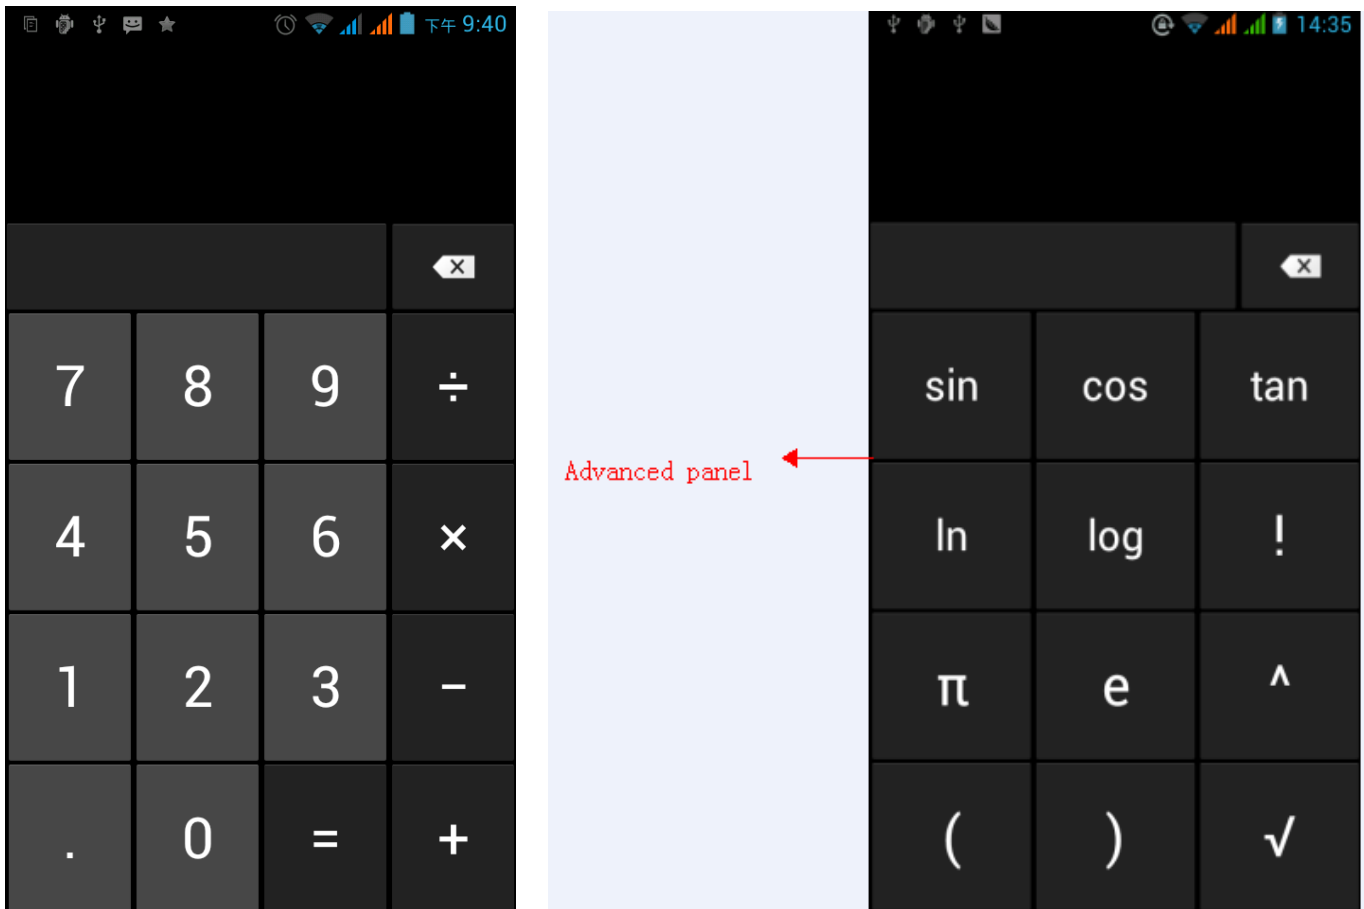 下午 9:40
7 8 9 ÷
4 5 6 ×
1 2 3 −
. 0 = +
Advanced panel
14:35
sin cos tan
ln log !
π e ^
( ) √